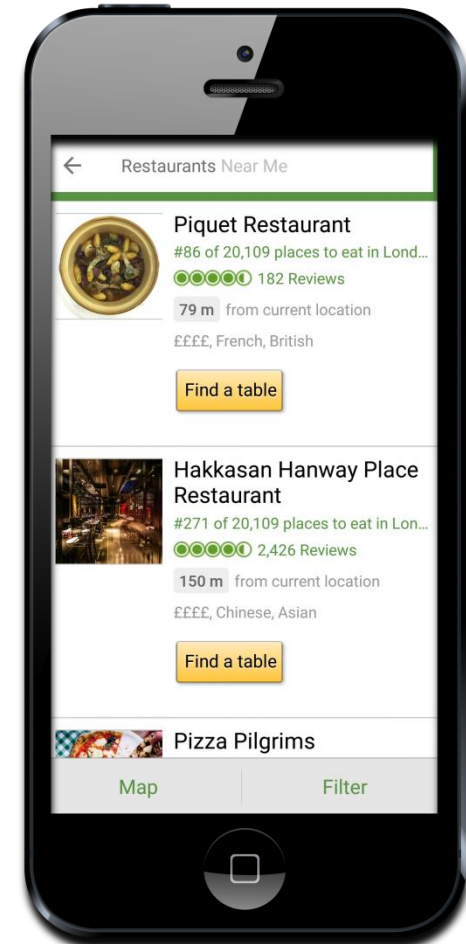 Restaurants Near Me
Piquet Restaurant
#86 of 20,109 places to eat in Lond...
182 Reviews
79 m from current location
££££, French, British
Find a table
Hakkasan Hanway Place
Restaurant
#271 of 20,109 places to eat in Lon...
2,426 Reviews
150 m from current location
££££, Chinese, Asian
Find a table
Pizza Pilgrims
Map Filter